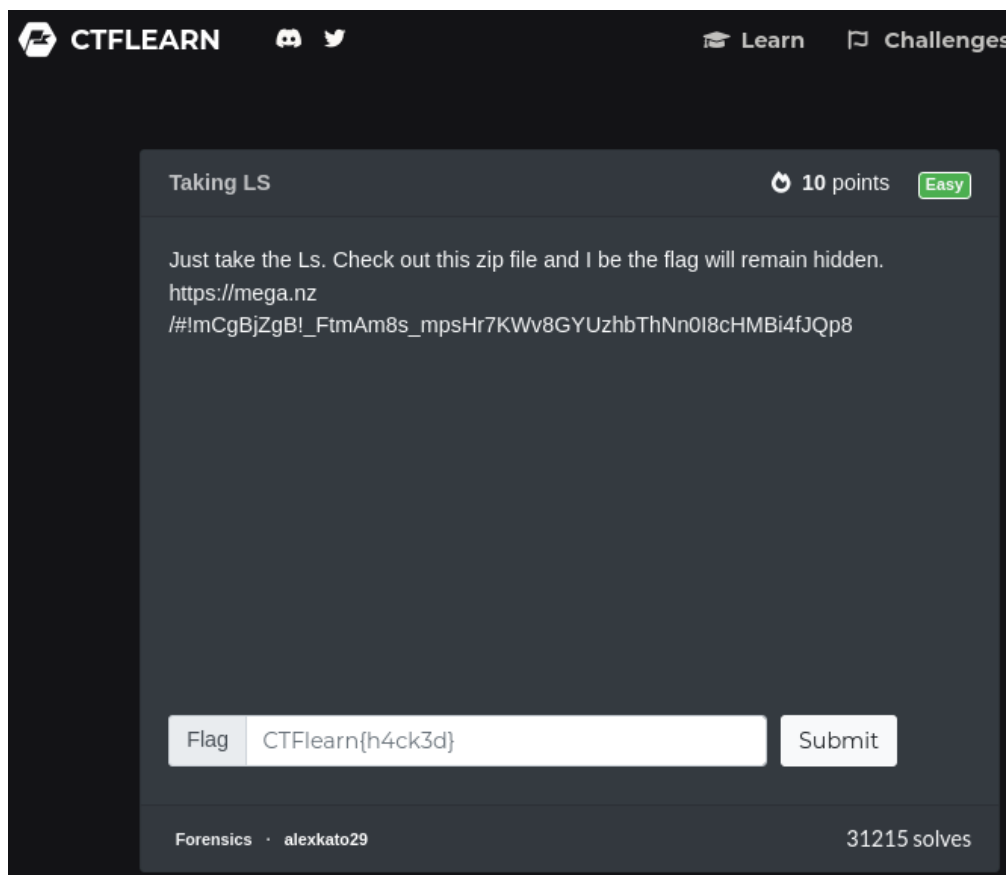 CTFLEARN
Learn Challenges
Taking LS 10 points Easy
Just take the Ls. Check out this zip file and I be the flag will remain hidden.
https://mega.nz
/#!mCgBjZgB!_FtmAm8s_mpsHr7KWv8GYUzhbThNn0I8cHMBi4fJQp8
Flag CTFlearn{h4ck3d} Submit
Forensics · alexkato29 31215 solves